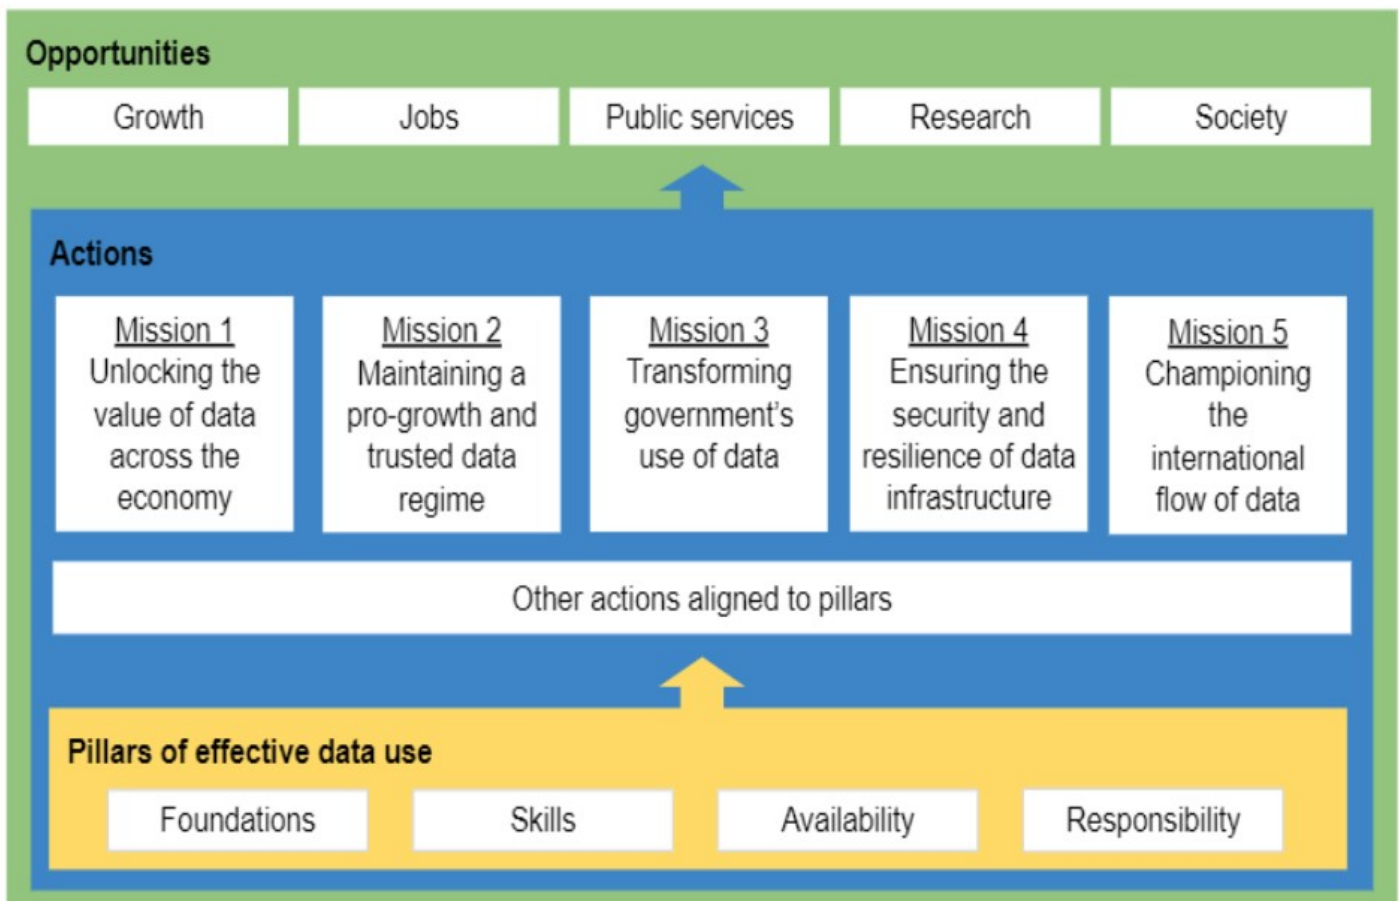 Opportunities
Growth
Jobs
Public services
Research
Society
Actions
Mission 1
Unlocking the
value of data
across the
economy
Mission 2
Maintaining a
pro-growth and
trusted data
regime
Mission 3
Transforming
government’s
use of data
Mission 4
Ensuring the
security and
resilience of data
infrastructure
Mission 5
Championing
the
international
flow of data
Other actions aligned to pillars
Pillars of effective data use
Foundations
Skills
Availability
Responsibility